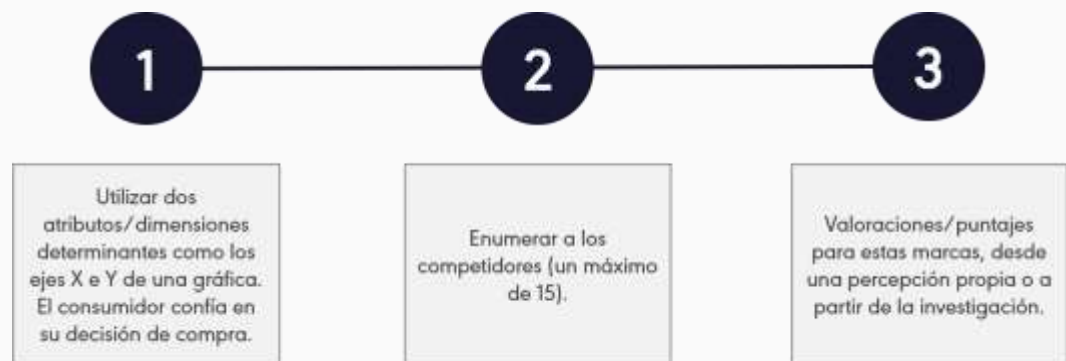 1
2
3
Utilizar dos
atributos/dimensiones
determinantes como los
ejes X e Y de una gráfica.
El consumidor confía en
su decisión de compra.
Enumerar a los
competidores (un máximo
de 15).
Valoraciones/puntajes
para estas marcas, desde
una percepción propia o a
partir de la investigación.